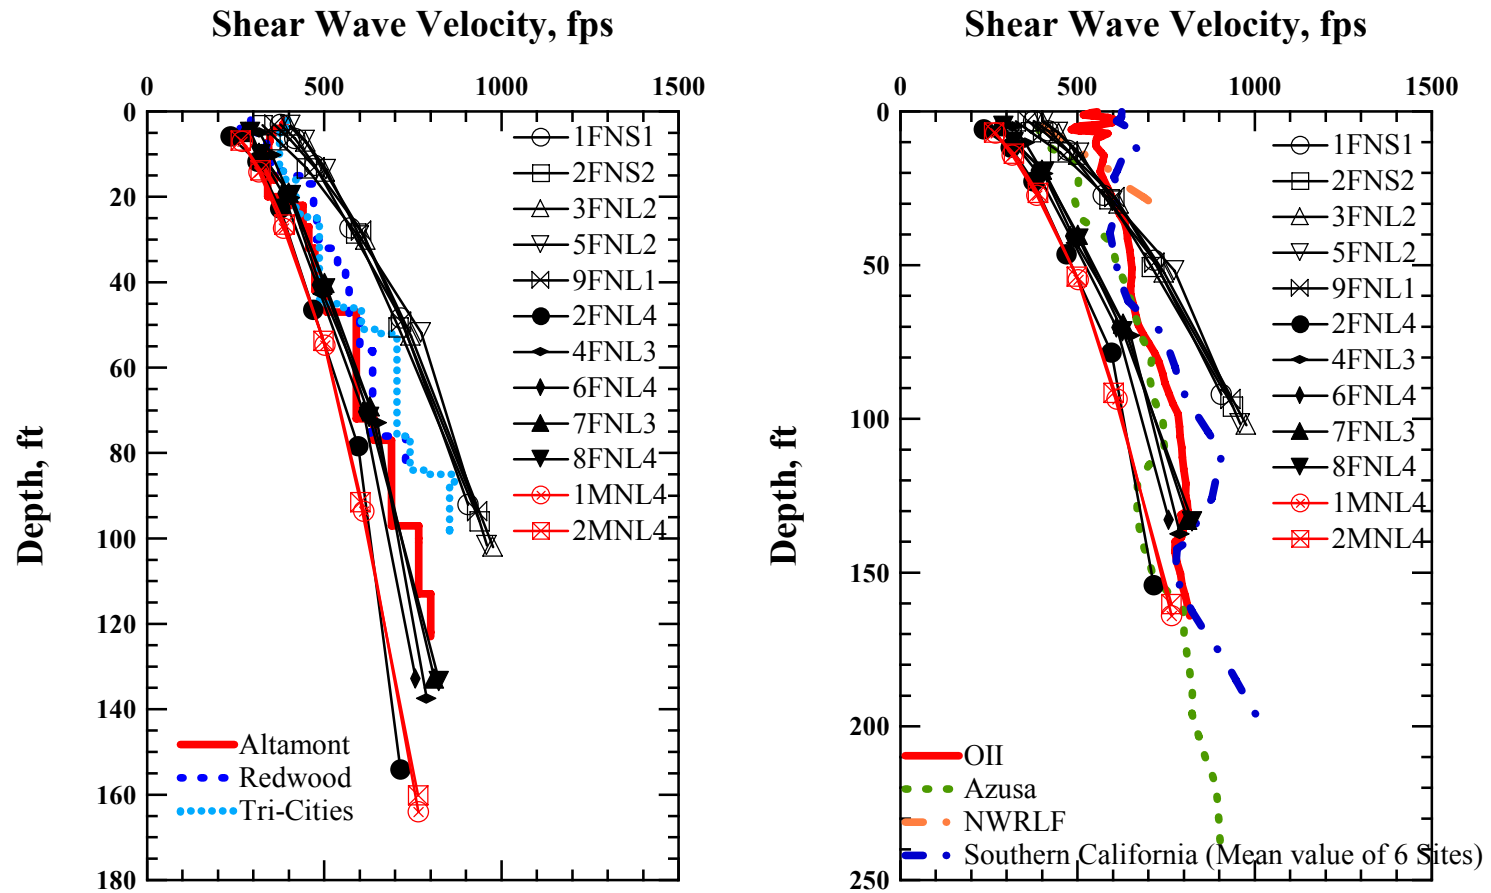 Shear Wave Velocity, fps
0 500 1000 1500
Depth, ft
0
20
40
60
80
100
120
140
160
180
1FNS1
2FNS2
3FNL2
5FNL2
9FNL1
2FNL4
4FNL3
6FNL4
7FNL3
8FNL4
1MNL4
2MNL4
Altamont
Redwood
Tri-Cities
Shear Wave Velocity, fps
0 500 1000 1500
Depth, ft
0
50
100
150
200
250
1FNS1
2FNS2
3FNL2
5FNL2
9FNL1
2FNL4
4FNL3
6FNL4
7FNL3
8FNL4
1MNL4
2MNL4
OII
Azusa
NWRLF
Southern California (Mean value of 6 Sites)